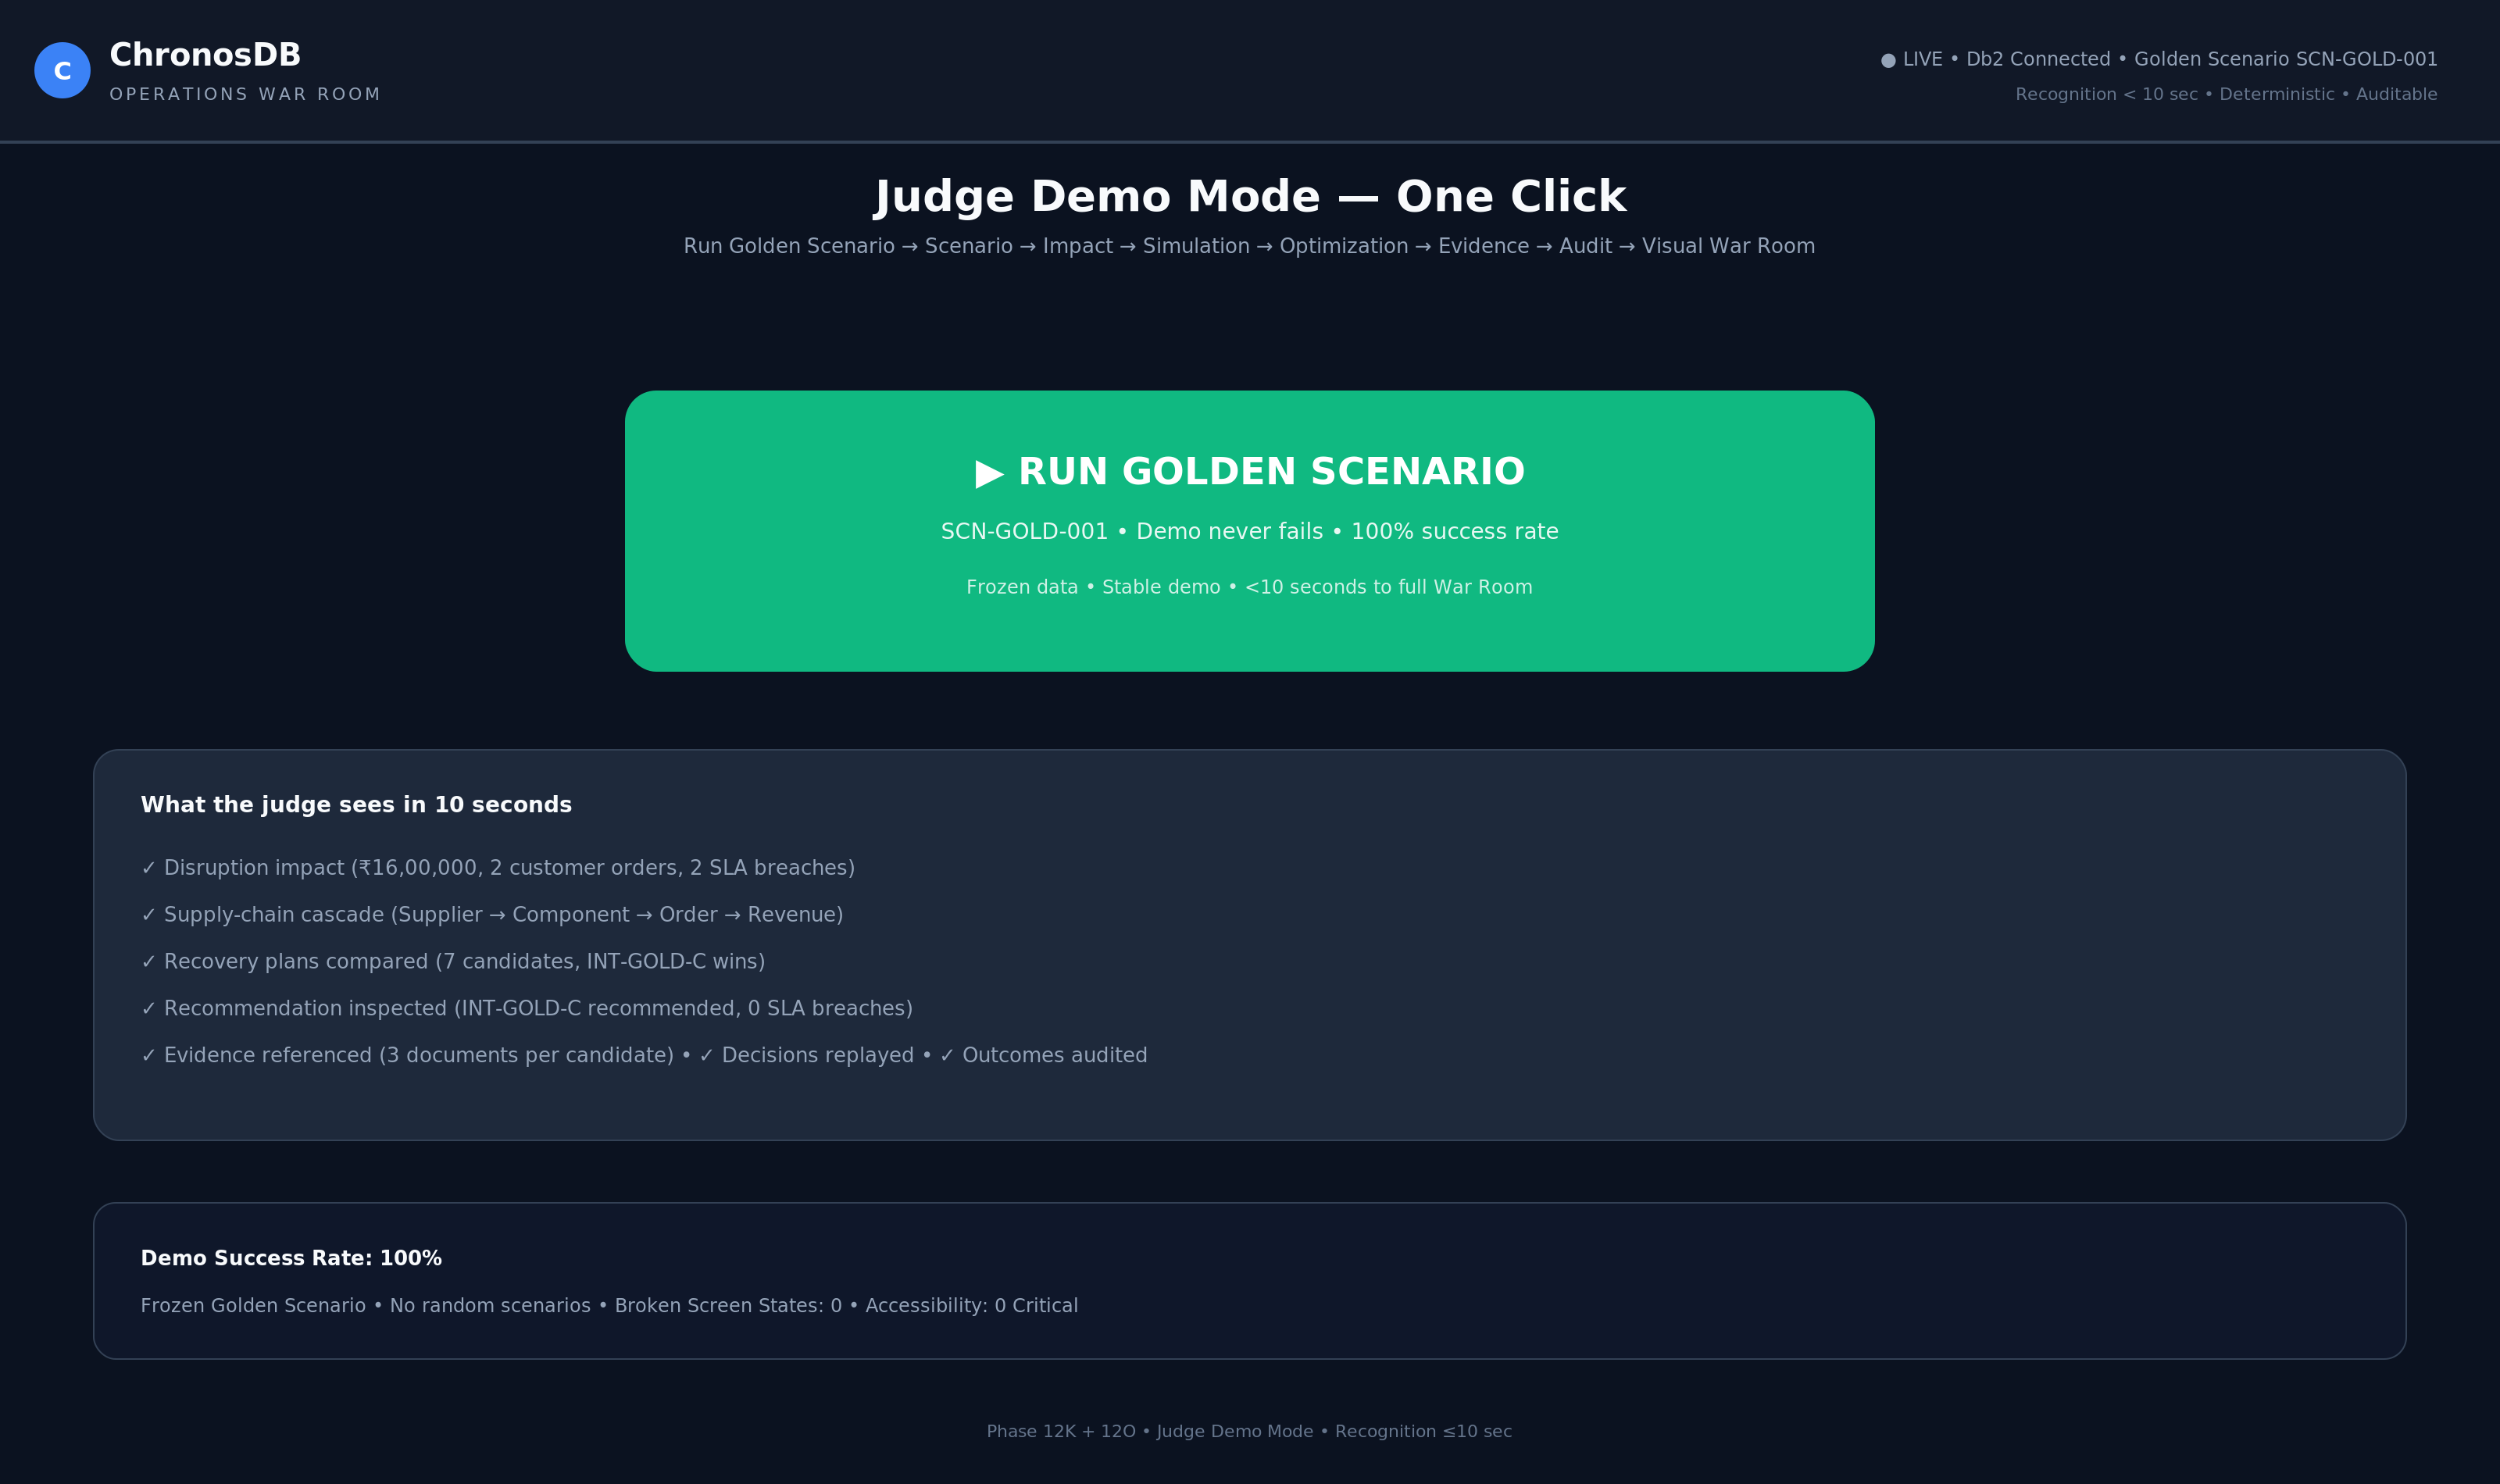 C
ChronosDB
OPERATIONS WAR ROOM
● LIVE • Db2 Connected • Golden Scenario SCN-GOLD-001
Recognition < 10 sec • Deterministic • Auditable
Judge Demo Mode — One Click
Run Golden Scenario → Scenario → Impact → Simulation → Optimization → Evidence → Audit → Visual War Room
▶ RUN GOLDEN SCENARIO
SCN-GOLD-001 • Demo never fails • 100% success rate
Frozen data • Stable demo • <10 seconds to full War Room
What the judge sees in 10 seconds
✓ Disruption impact (₹16,00,000, 2 customer orders, 2 SLA breaches)
✓ Supply-chain cascade (Supplier → Component → Order → Revenue)
✓ Recovery plans compared (7 candidates, INT-GOLD-C wins)
✓ Recommendation inspected (INT-GOLD-C recommended, 0 SLA breaches)
✓ Evidence referenced (3 documents per candidate) • ✓ Decisions replayed • ✓ Outcomes audited
Demo Success Rate: 100%
Frozen Golden Scenario • No random scenarios • Broken Screen States: 0 • Accessibility: 0 Critical
Phase 12K + 12O • Judge Demo Mode • Recognition ≤10 sec